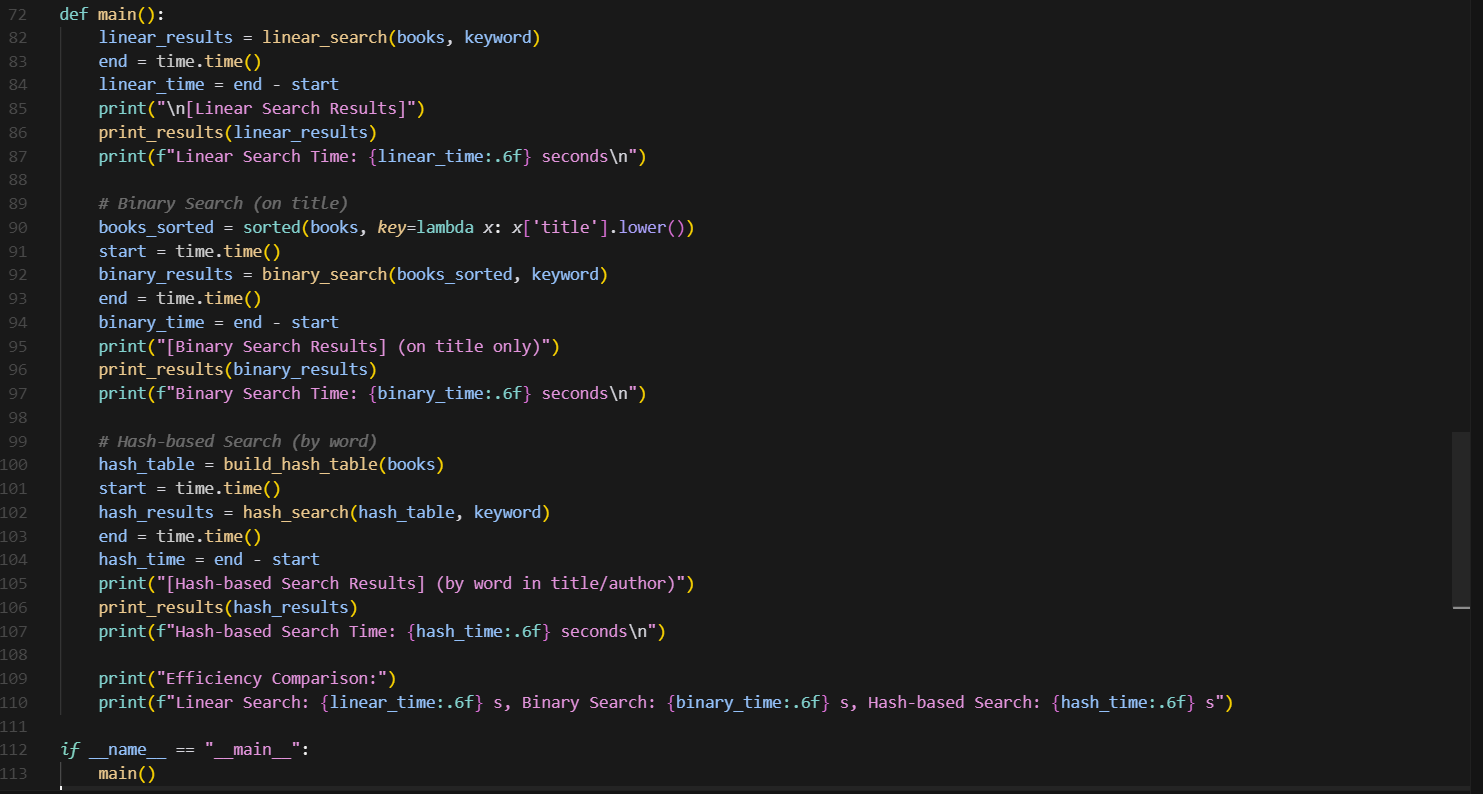 72 def main():
82     linear_results = linear_search(books, keyword)
83     end = time.time()
84     linear_time = end - start
85     print("\n[Linear Search Results]")
86     print_results(linear_results)
87     print(f"Linear Search Time: {linear_time:.6f} seconds\n")
88
89     # Binary Search (on title)
90     books_sorted = sorted(books, key=lambda x: x['title'].lower())
91     start = time.time()
92     binary_results = binary_search(books_sorted, keyword)
93     end = time.time()
94     binary_time = end - start
95     print("[Binary Search Results] (on title only)")
96     print_results(binary_results)
97     print(f"Binary Search Time: {binary_time:.6f} seconds\n")
98
99     # Hash-based Search (by word)
100     hash_table = build_hash_table(books)
101     start = time.time()
102     hash_results = hash_search(hash_table, keyword)
103     end = time.time()
104     hash_time = end - start
105     print("[Hash-based Search Results] (by word in title/author)")
106     print_results(hash_results)
107     print(f"Hash-based Search Time: {hash_time:.6f} seconds\n")
108
109     print("Efficiency Comparison:")
110     print(f"Linear Search: {linear_time:.6f} s, Binary Search: {binary_time:.6f} s, Hash-based Search: {hash_time:.6f} s")
111
112 if __name__ == "__main__":
113     main()